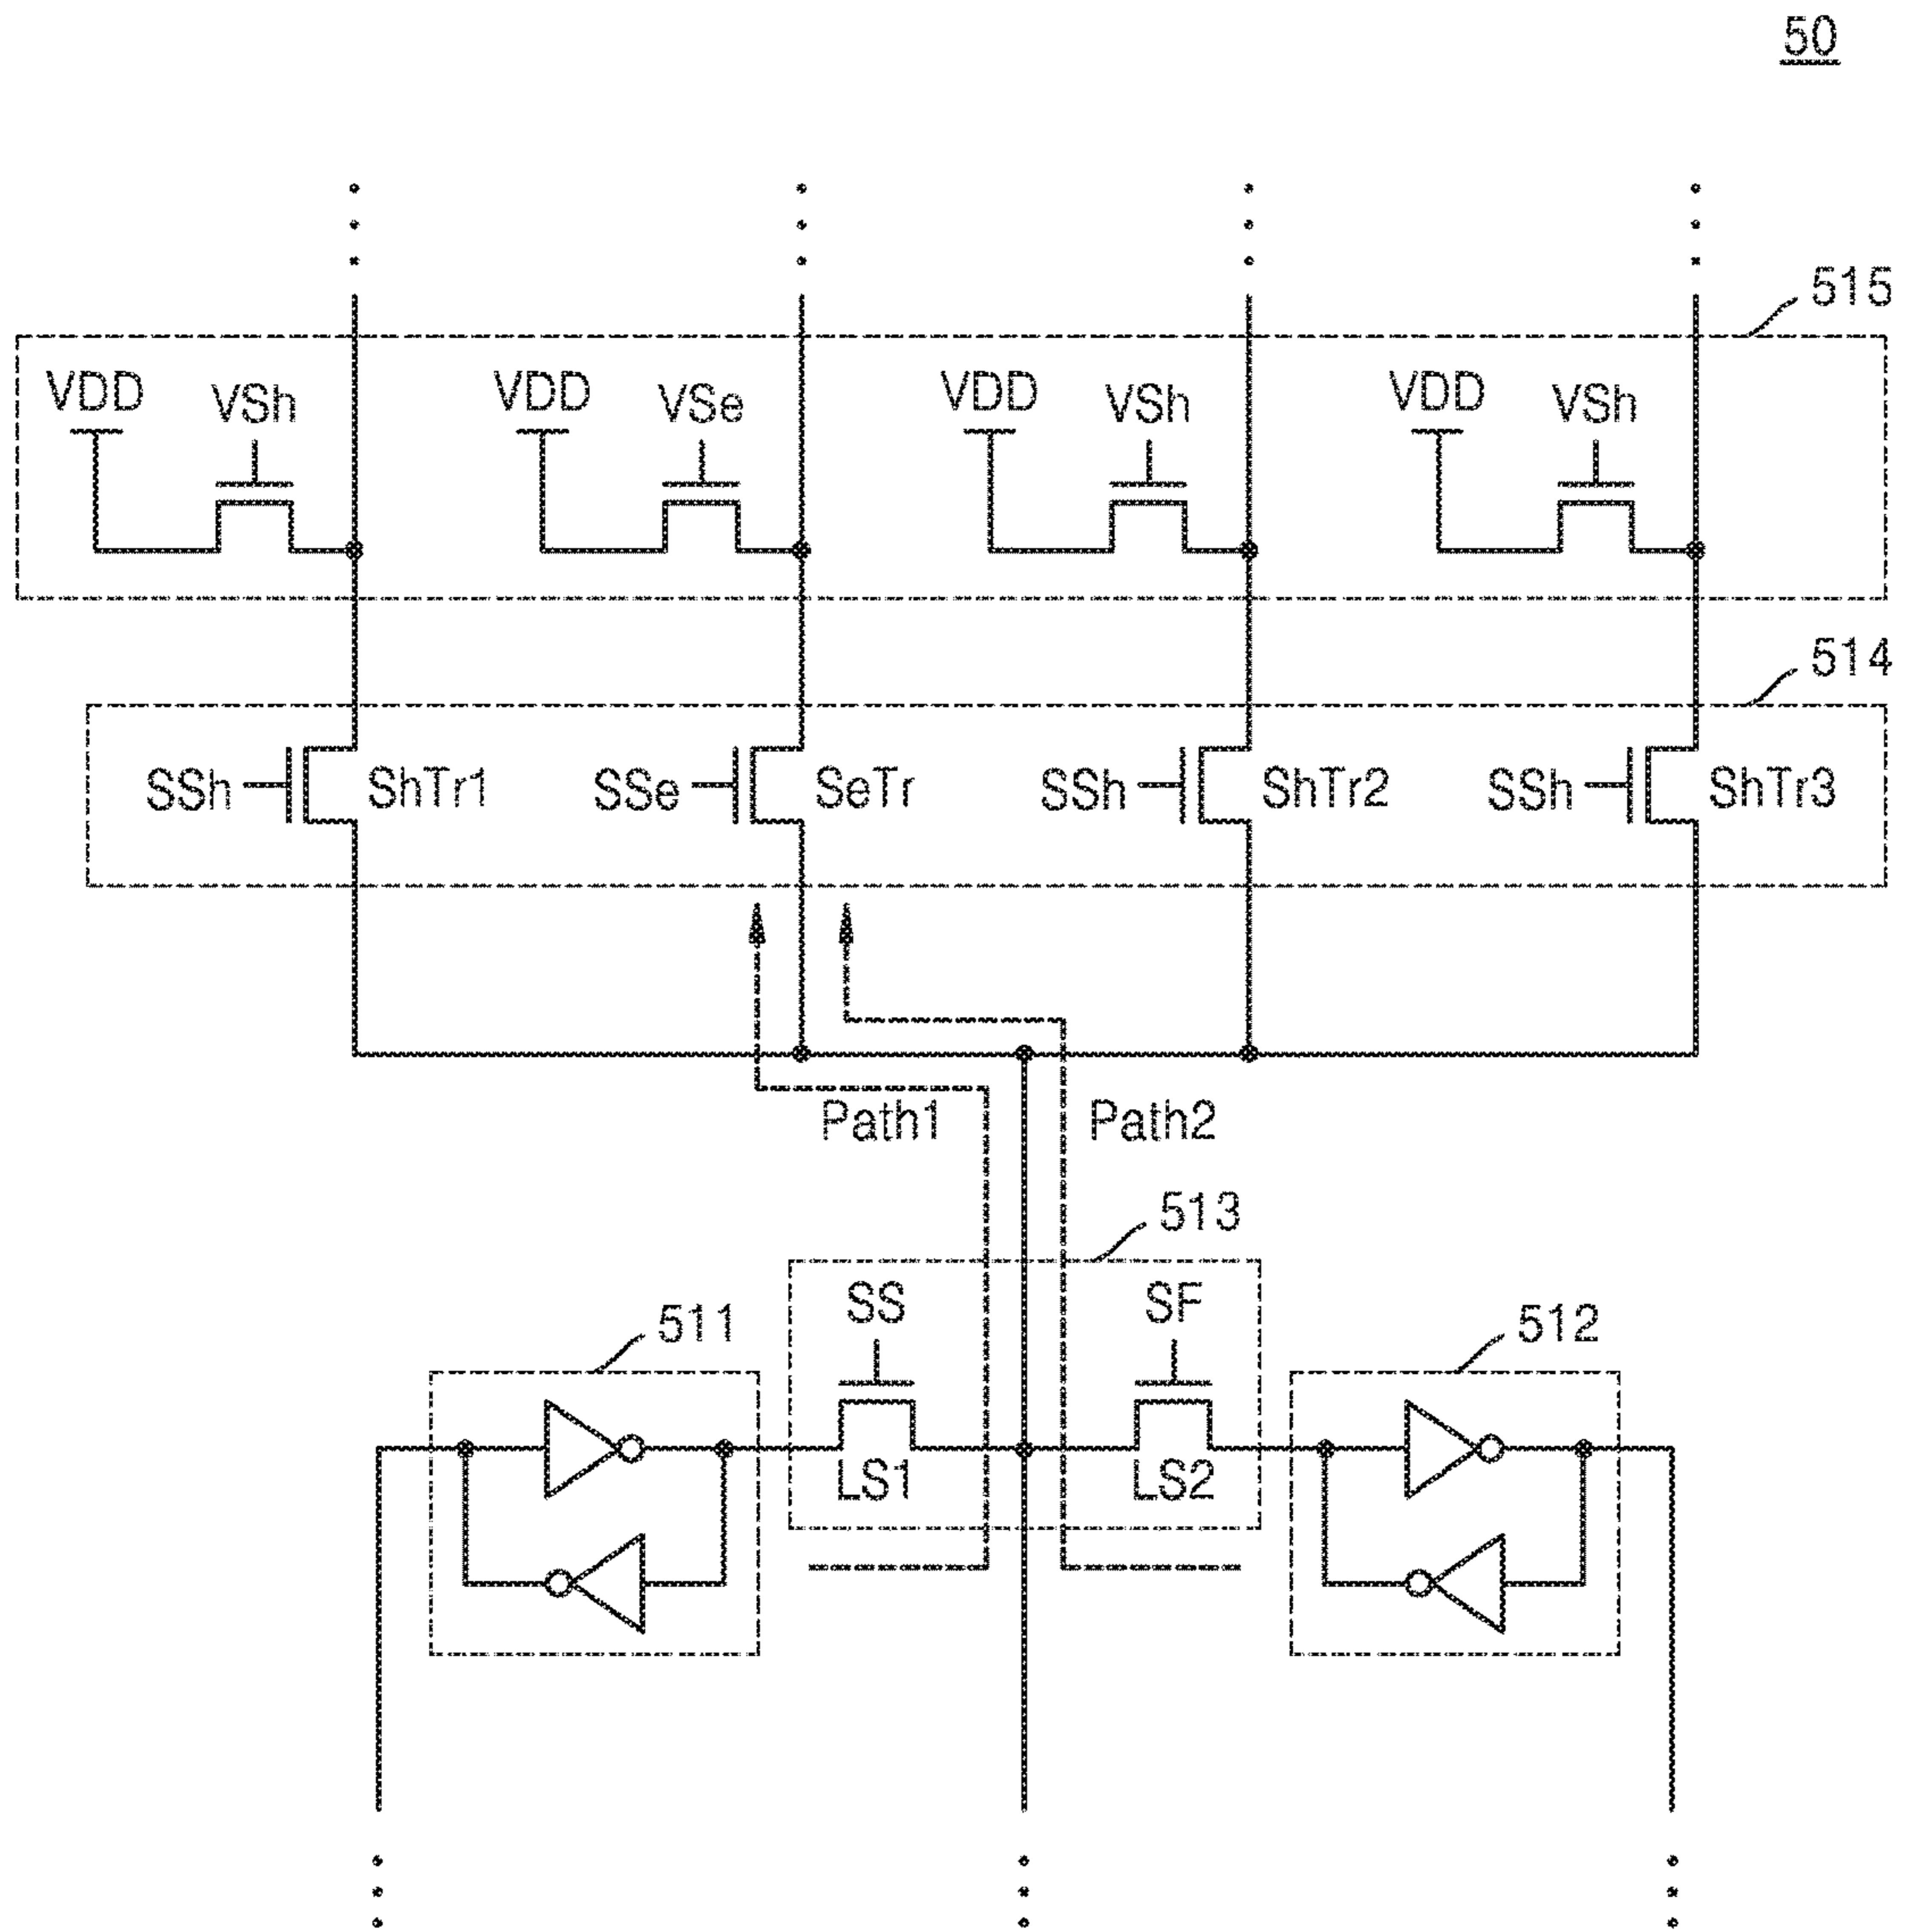 50
515
VDD VSh VDD VSe VDD VSh VDD VSh
514
SSh ShTr1 SSe SeTr SSh ShTr2 SSh ShTr3
Path1 Path2
513
SS SF
511 512
LS1 LS2